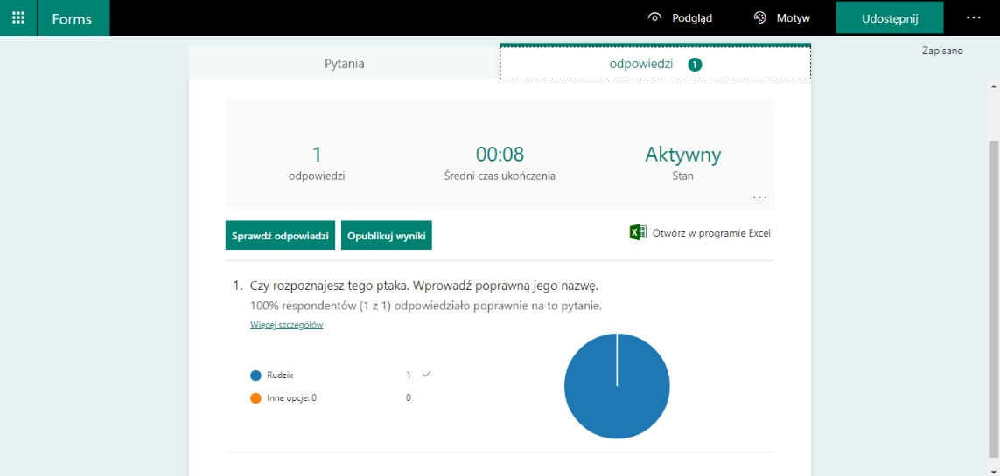 Forms
Podgląd
Motyw
Udostępnij
Zapisano
Pytania
odpowiedzi 1
1
odpowiedzi
00:08
Średni czas ukończenia
Aktywny
Stan
Sprawdź odpowiedzi
Opublikuj wyniki
Otwórz w programie Excel
1. Czy rozpoznajesz tego ptaka. Wprowadź poprawną jego nazwę.
100% respondentów (1 z 1) odpowiedziało poprawnie na to pytanie.
Więcej szczegółów
Rudzik 1
Inne opcje: 0 0